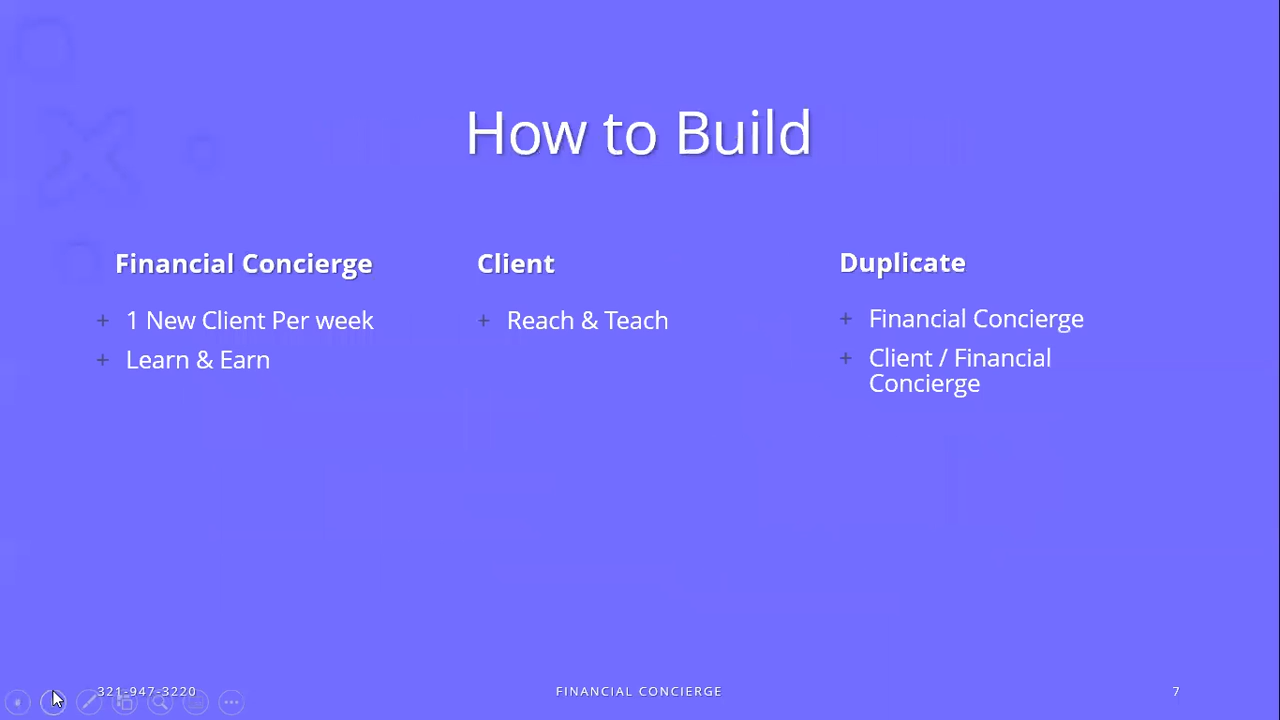 How to Build
Financial Concierge
+ 1 New Client Per week
+ Learn & Earn
Client
+ Reach & Teach
Duplicate
+ Financial Concierge
+ Client / Financial
Concierge
321-947-3220
FINANCIAL CONCIERGE
7